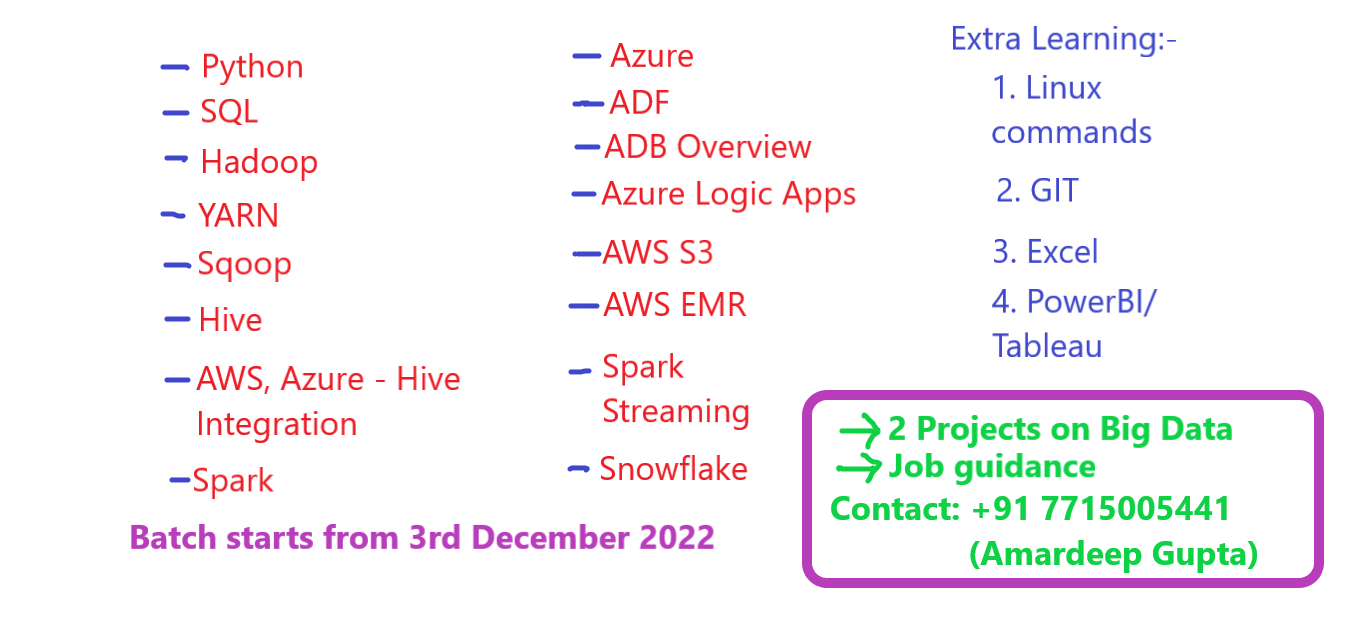 — Python
— SQL
— Hadoop
— YARN
— Sqoop
— Hive
— AWS, Azure - Hive
Integration
— Spark
— Azure
— ADF
— ADB Overview
— Azure Logic Apps
— AWS S3
— AWS EMR
— Spark
Streaming
— Snowflake
Extra Learning:-
1. Linux
commands
2. GIT
3. Excel
4. PowerBI/
Tableau
→ 2 Projects on Big Data
→ Job guidance
Contact: +91 7715005441
(Amardeep Gupta)
Batch starts from 3rd December 2022